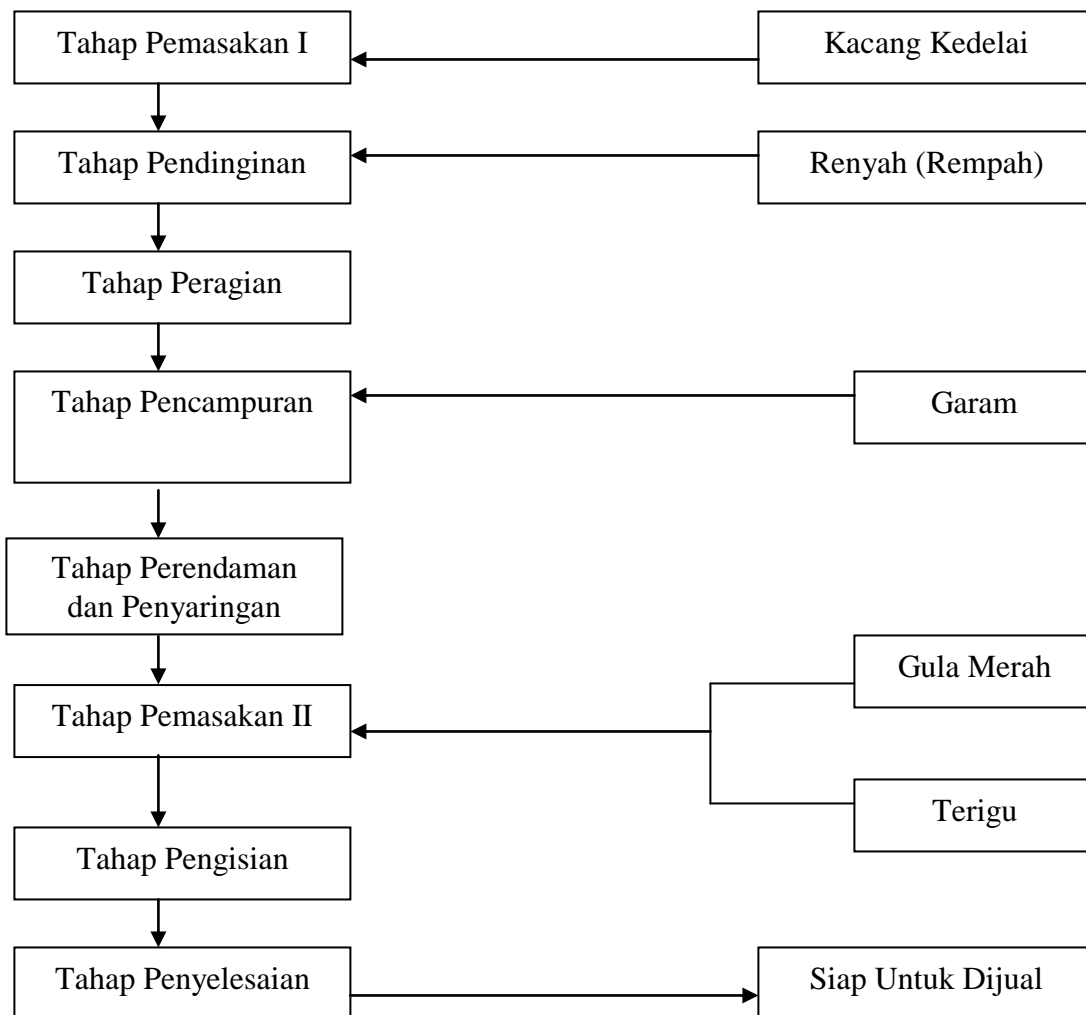 Tahap Pemasakan I
Kacang Kedelai
Tahap Pendinginan
Renyah (Rempah)
Tahap Peragian
Tahap Pencampuran
Garam
Tahap Perendaman
dan Penyaringan
Gula Merah
Tahap Pemasakan II
Terigu
Tahap Pengisian
Tahap Penyelesaian
Siap Untuk Dijual